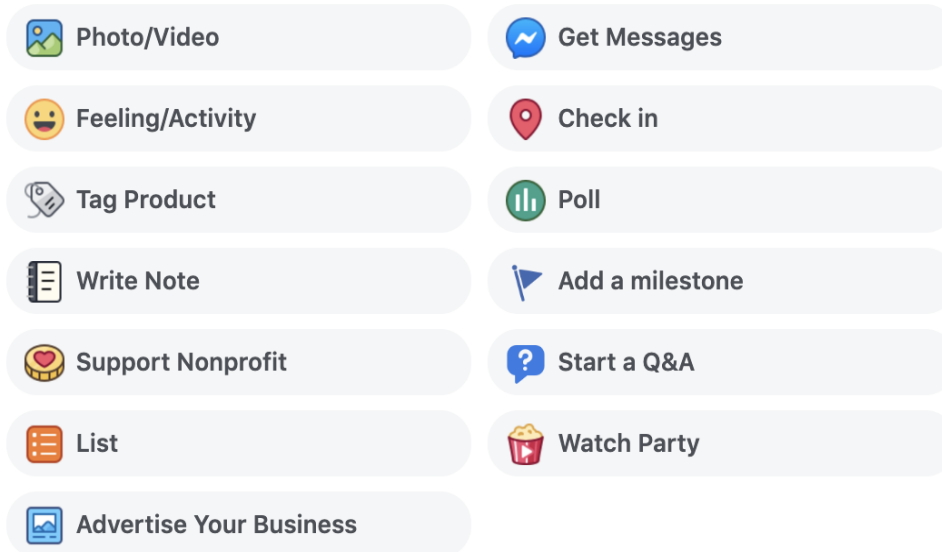 Photo/Video
Get Messages
Feeling/Activity
Check in
Tag Product
Poll
Write Note
Add a milestone
Support Nonprofit
Start a Q&A
List
Watch Party
Advertise Your Business